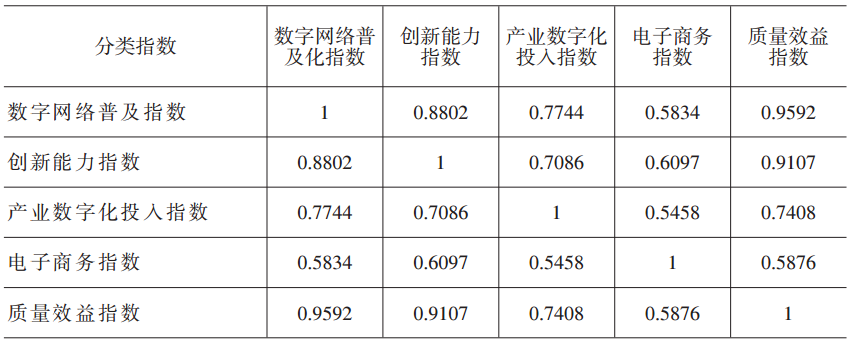 分类指数 数字网络普及化指数 创新能力指数 产业数字化投入指数 电子商务指数 质量效益指数
数字网络普及指数 1 0.8802 0.7744 0.5834 0.9592
创新能力指数 0.8802 1 0.7086 0.6097 0.9107
产业数字化投入指数 0.7744 0.7086 1 0.5458 0.7408
电子商务指数 0.5834 0.6097 0.5458 1 0.5876
质量效益指数 0.9592 0.9107 0.7408 0.5876 1